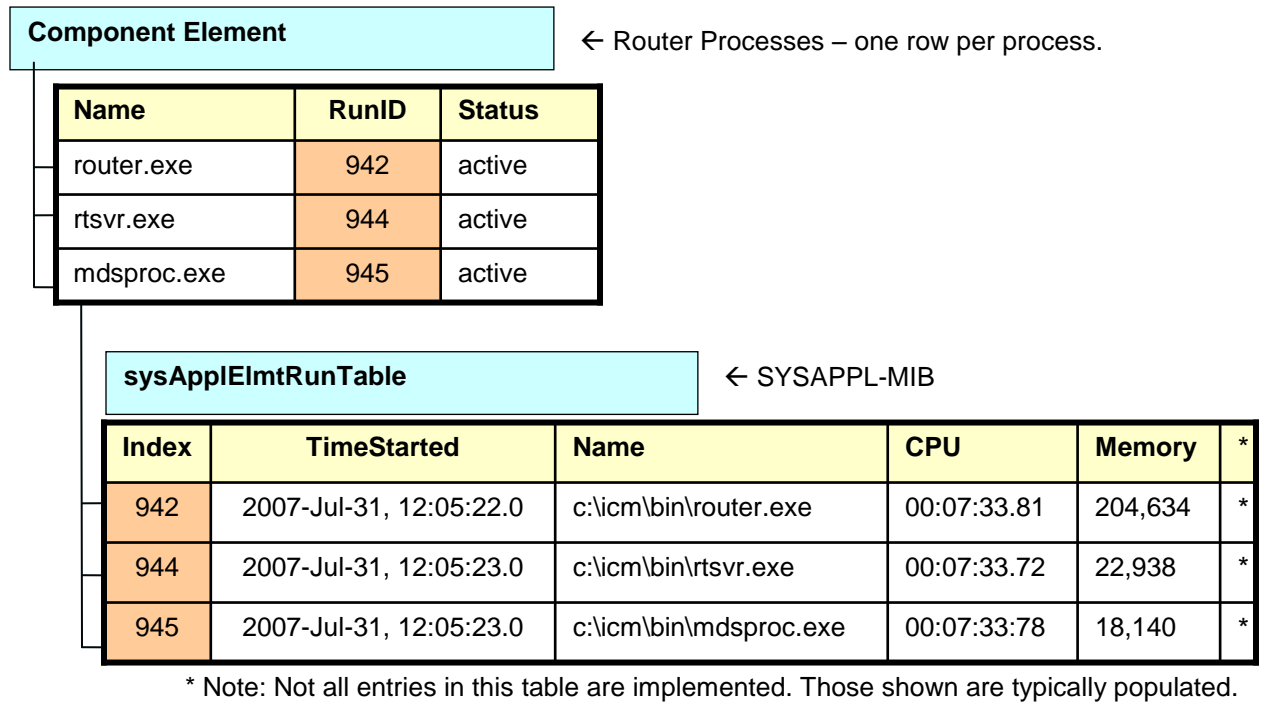 Component Element
← Router Processes – one row per process.
Name RunID Status
router.exe 942 active
rtsvr.exe 944 active
mdsproc.exe 945 active
sysApplElmtRunTable
← SYSAPPL-MIB
Index TimeStarted Name CPU Memory *
942 2007-Jul-31, 12:05:22.0 c:\icm\bin\router.exe 00:07:33.81 204,634 *
944 2007-Jul-31, 12:05:23.0 c:\icm\bin\rtsvr.exe 00:07:33.72 22,938 *
945 2007-Jul-31, 12:05:23.0 c:\icm\bin\mdsproc.exe 00:07:33:78 18,140 *
* Note: Not all entries in this table are implemented. Those shown are typically populated.